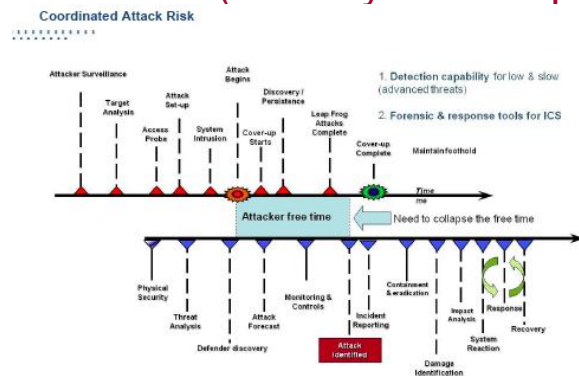 Coordinated Attack Risk
Attacker Surveillance
Target
Analysis
Access
Probe
Attack
Set-up
System
Intrusion
Attack
Begins
Cover-up
Starts
Discovery /
Persistence
Leap Frog
Attacks
Complete
Cover-up
Complete
Maintain foothold
1. Detection capability for low & slow
(advanced threats)
2. Forensic & response tools for ICS
Time
me
Attacker free time
Need to collapse the free time
Physical
Security
Threat
Analysis
Defender discovery
Attack
Forecast
Monitoring &
Controls
Attack
Identified
Incident
Reporting
Containment
& eradication
Damage
Identification
Impact
Analysis
System
Reaction
Response
Recovery